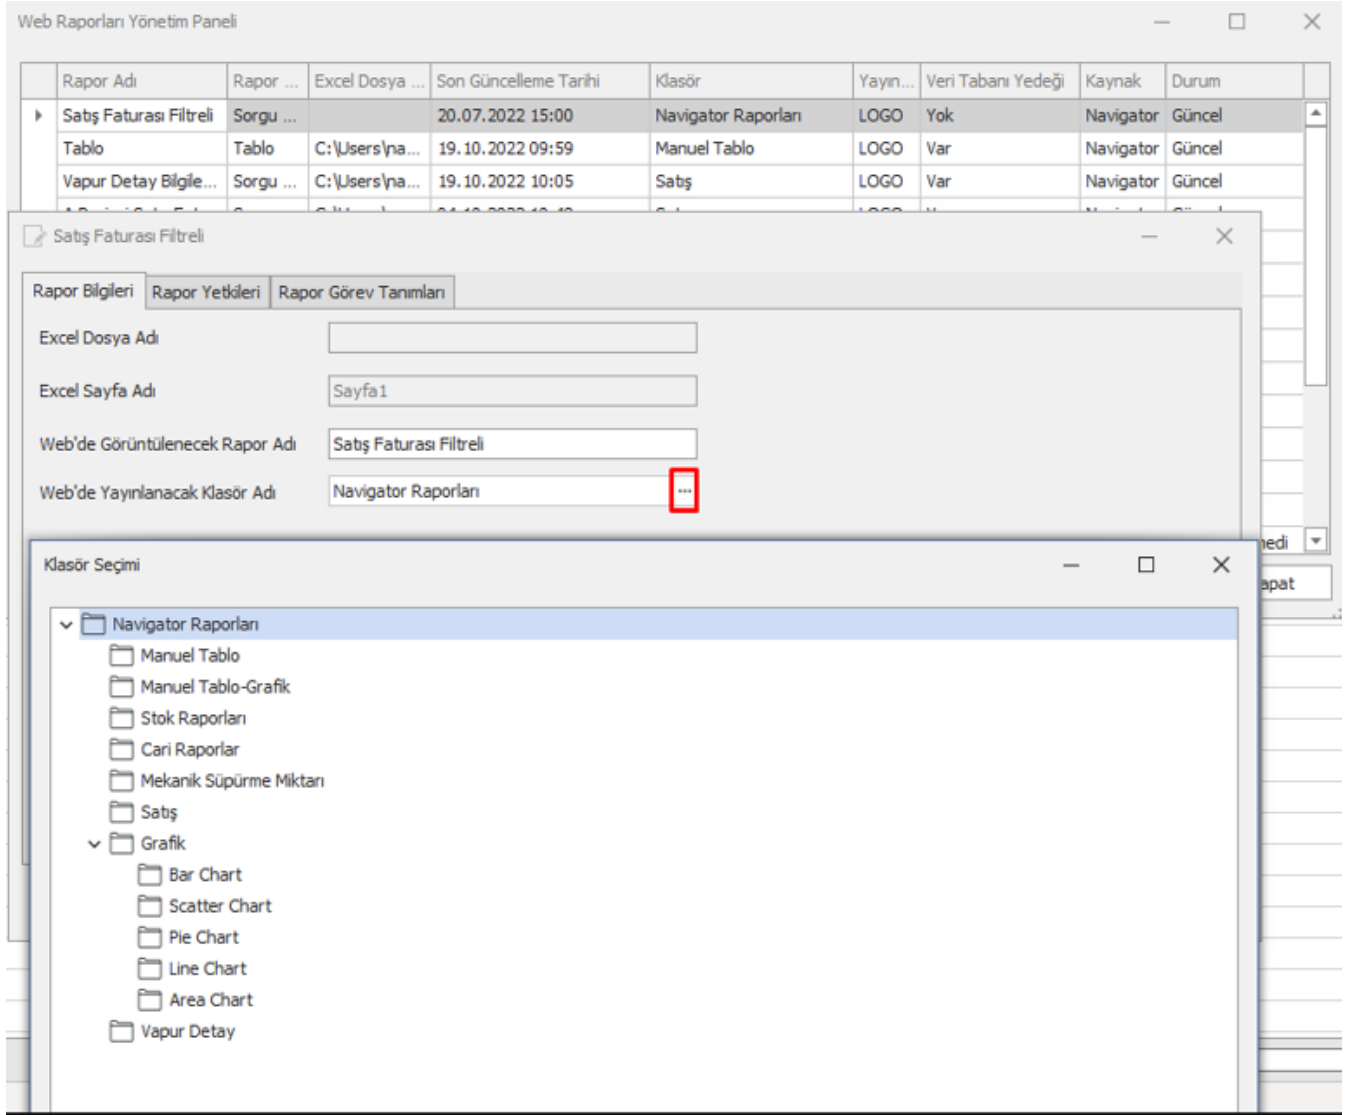 Web Raporları Yönetim Paneli
Rapor Adı Rapor ... Excel Dosya ... Son Güncelleme Tarihi Klasör Yayın... Veri Tabanı Yedeği Kaynak Durum
Satış Faturası Filtreli Sorgu ... 20.07.2022 15:00 Navigator Raporları LOGO Yok Navigator Güncel
Tablo Tablo C:\Users\na... 19.10.2022 09:59 Manuel Tablo LOGO Var Navigator Güncel
Vapur Detay Bilgile... Sorgu ... C:\Users\na... 19.10.2022 10:05 Satış LOGO Var Navigator Güncel
Satış Faturası Filtreli
Rapor Bilgileri Rapor Yetkileri Rapor Görev Tanımları
Excel Dosya Adı
Excel Sayfa Adı Sayfa1
Web'de Görüntülenecek Rapor Adı Satış Faturası Filtreli
Web'de Yayınlanacak Klasör Adı Navigator Raporları ...
nedi
Klasör Seçimi
apat
Navigator Raporları
Manuel Tablo
Manuel Tablo-Grafik
Stok Raporları
Cari Raporlar
Mekanik Süpürme Miktarı
Satış
Grafik
Bar Chart
Scatter Chart
Pie Chart
Line Chart
Area Chart
Vapur Detay